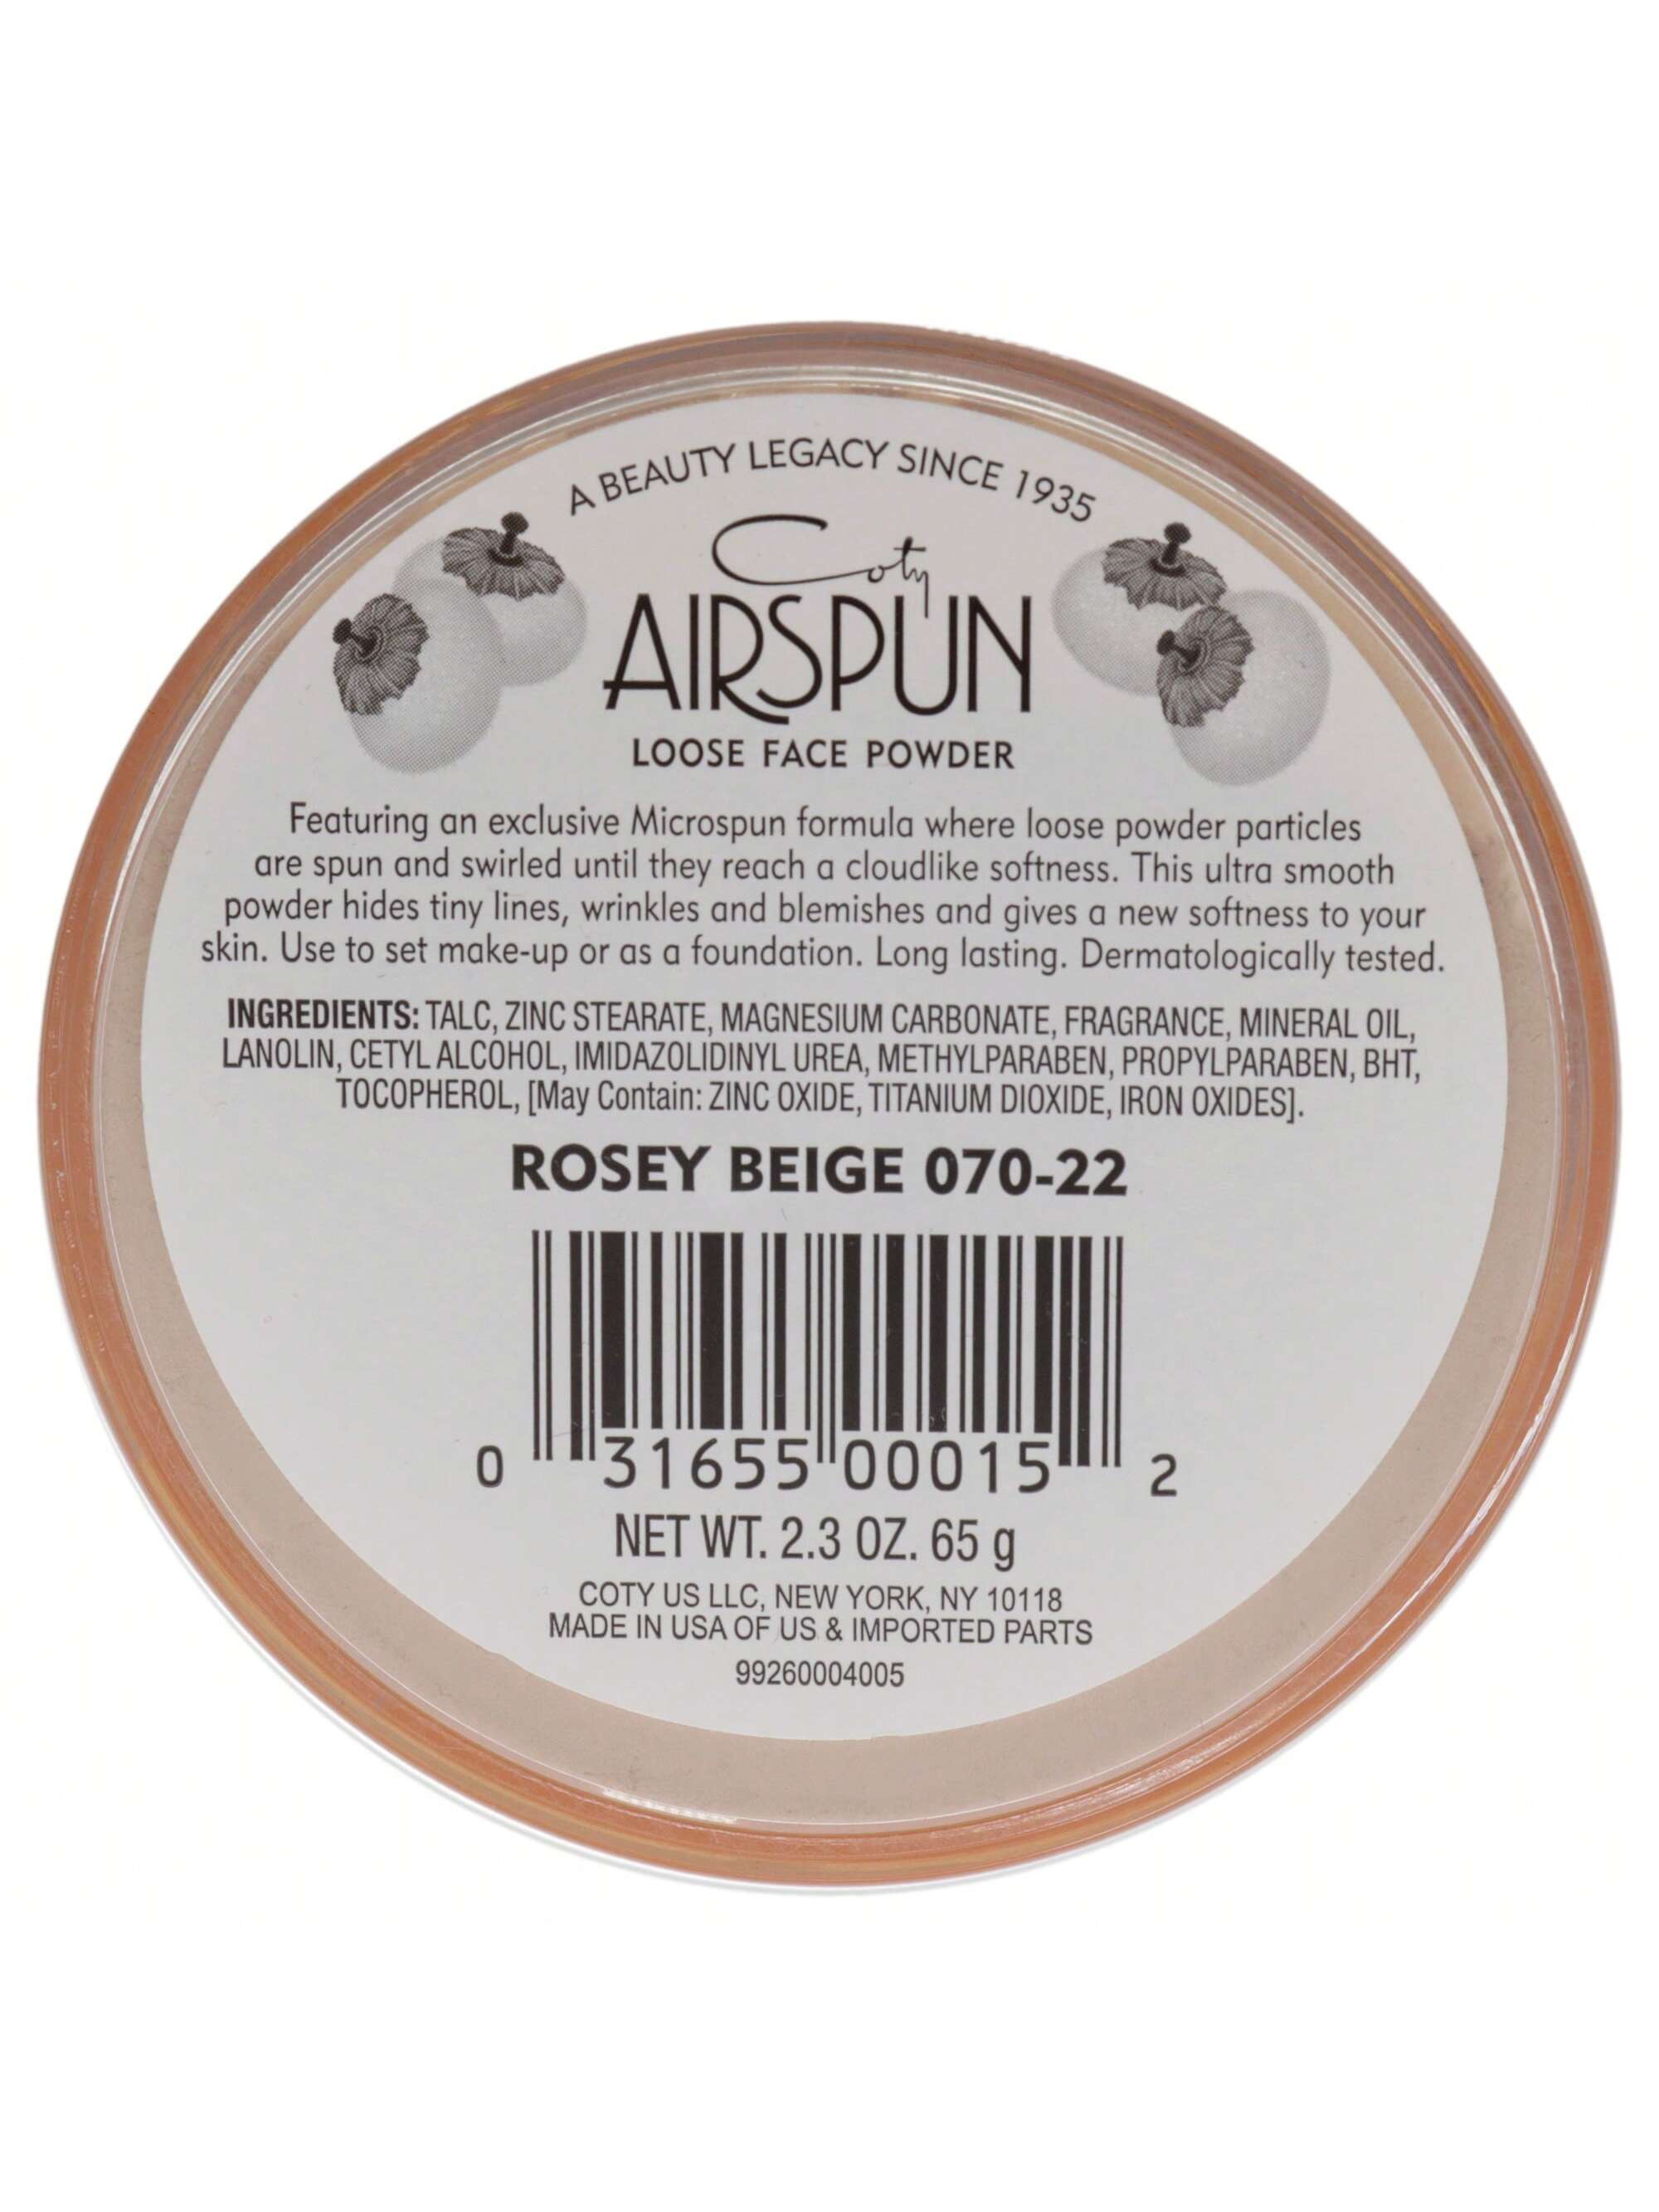 A BEAUTY LEGACY SINCE 1935
Coty
AIRSPUN
LOOSE FACE POWDER
Featuring an exclusive Microspun formula where loose powder particles
are spun and swirled until they reach a cloudlike softness. This ultra smooth
powder hides tiny lines, wrinkles and blemishes and gives a new softness to your
skin. Use to set make-up or as a foundation. Long lasting. Dermatologically tested.
INGREDIENTS: TALC, ZINC STEARATE, MAGNESIUM CARBONATE, FRAGRANCE, MINERAL OIL,
LANOLIN, CETYL ALCOHOL, IMIDAZOLIDINYL UREA, METHYLPARABEN, PROPYLPARABEN, BHT,
TOCOPHEROL, [May Contain: ZINC OXIDE, TITANIUM DIOXIDE, IRON OXIDES].
ROSEY BEIGE 070-22
0 31655 00015 2
NET WT. 2.3 OZ. 65 g
COTY US LLC, NEW YORK, NY 10118
MADE IN USA OF US & IMPORTED PARTS
99260004005